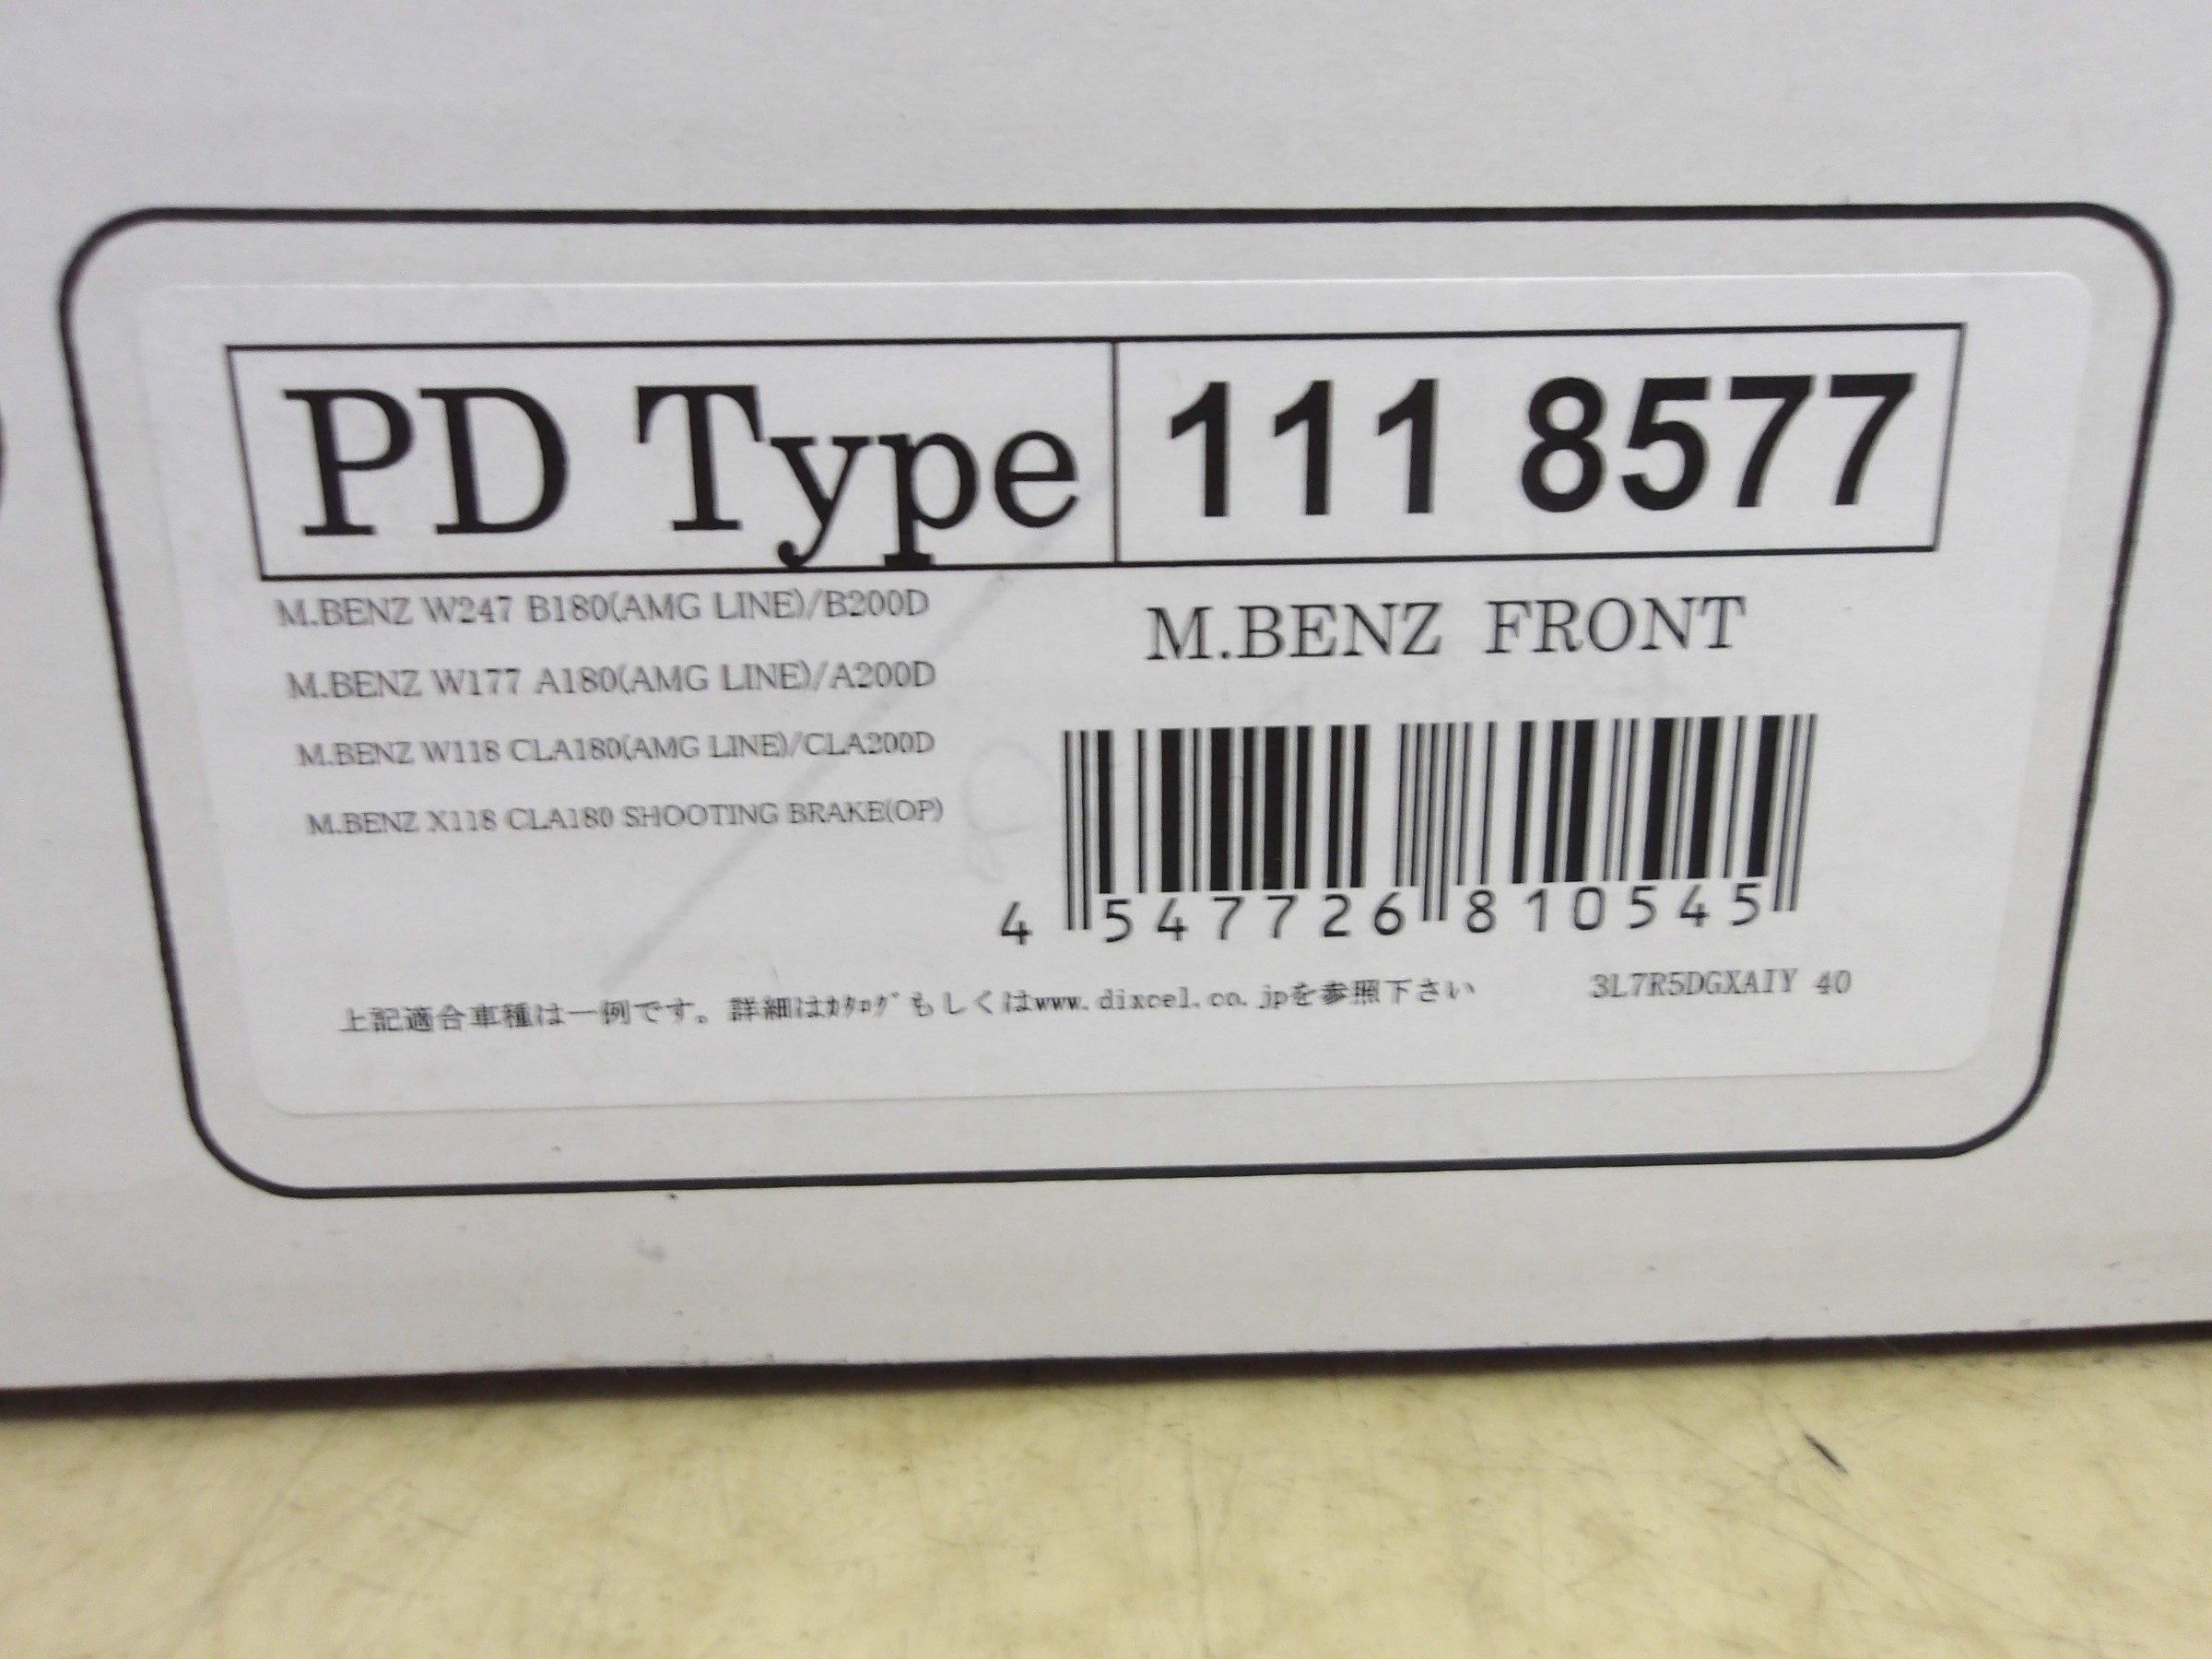 PD Type 111 8577
M.BENZ W247 B180(AMG LINE)/B200D
M.BENZ W177 A180(AMG LINE)/A200D
M.BENZ W118 CLA180(AMG LINE)/CLA200D
M.BENZ X118 CLA180 SHOOTING BRAKE(OP)
M.BENZ FRONT
4 547726 810545
上記適合車種は一例です。詳細はｶﾀﾛｸﾞもしくはwww.dixcel.co.jpを参照下さい
3L7R5DGXAIY 40